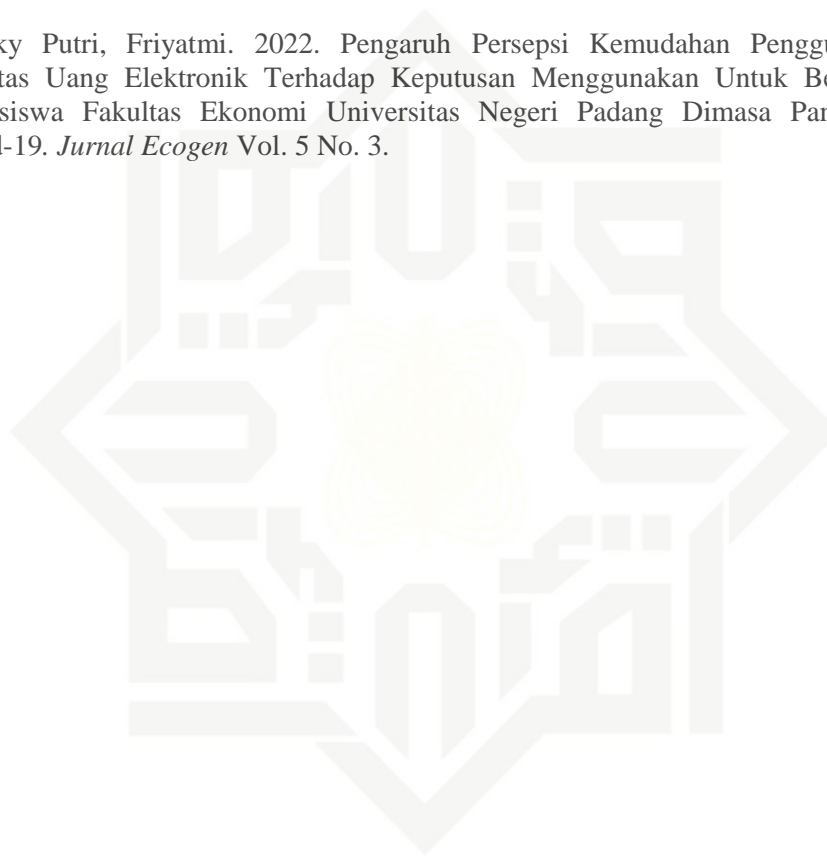 ky Putri, Friyatmi. 2022. Pengaruh Persepsi Kemudahan Penggu
tas Uang Elektronik Terhadap Keputusan Menggunakan Untuk Be
siswa Fakultas Ekonomi Universitas Negeri Padang Dimasa Pan
-19. Jurnal Ecogen Vol. 5 No. 3.